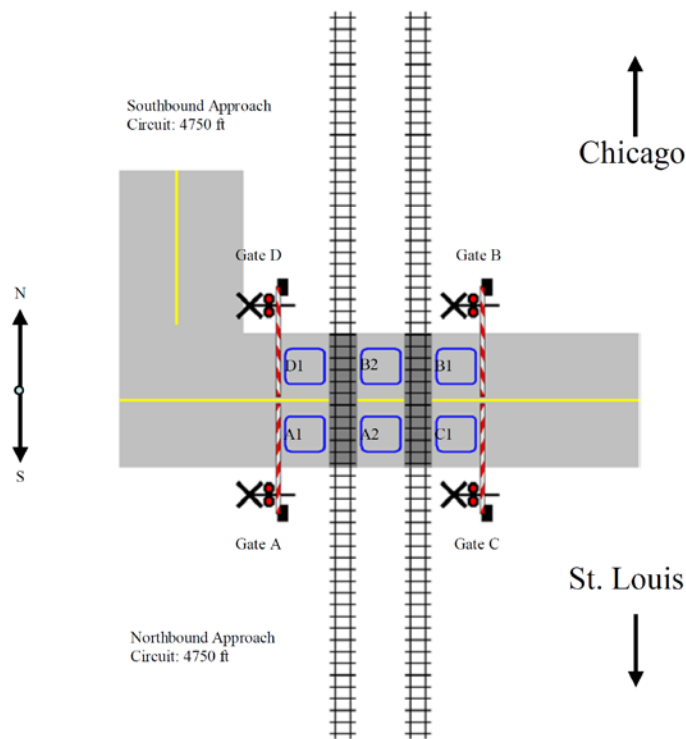 Southbound Approach
Circuit: 4750 ft
Chicago
Gate D
Gate B
N
D1
B2
B1
A1
A2
C1
S
Gate A
Gate C
St. Louis
Northbound Approach
Circuit: 4750 ft